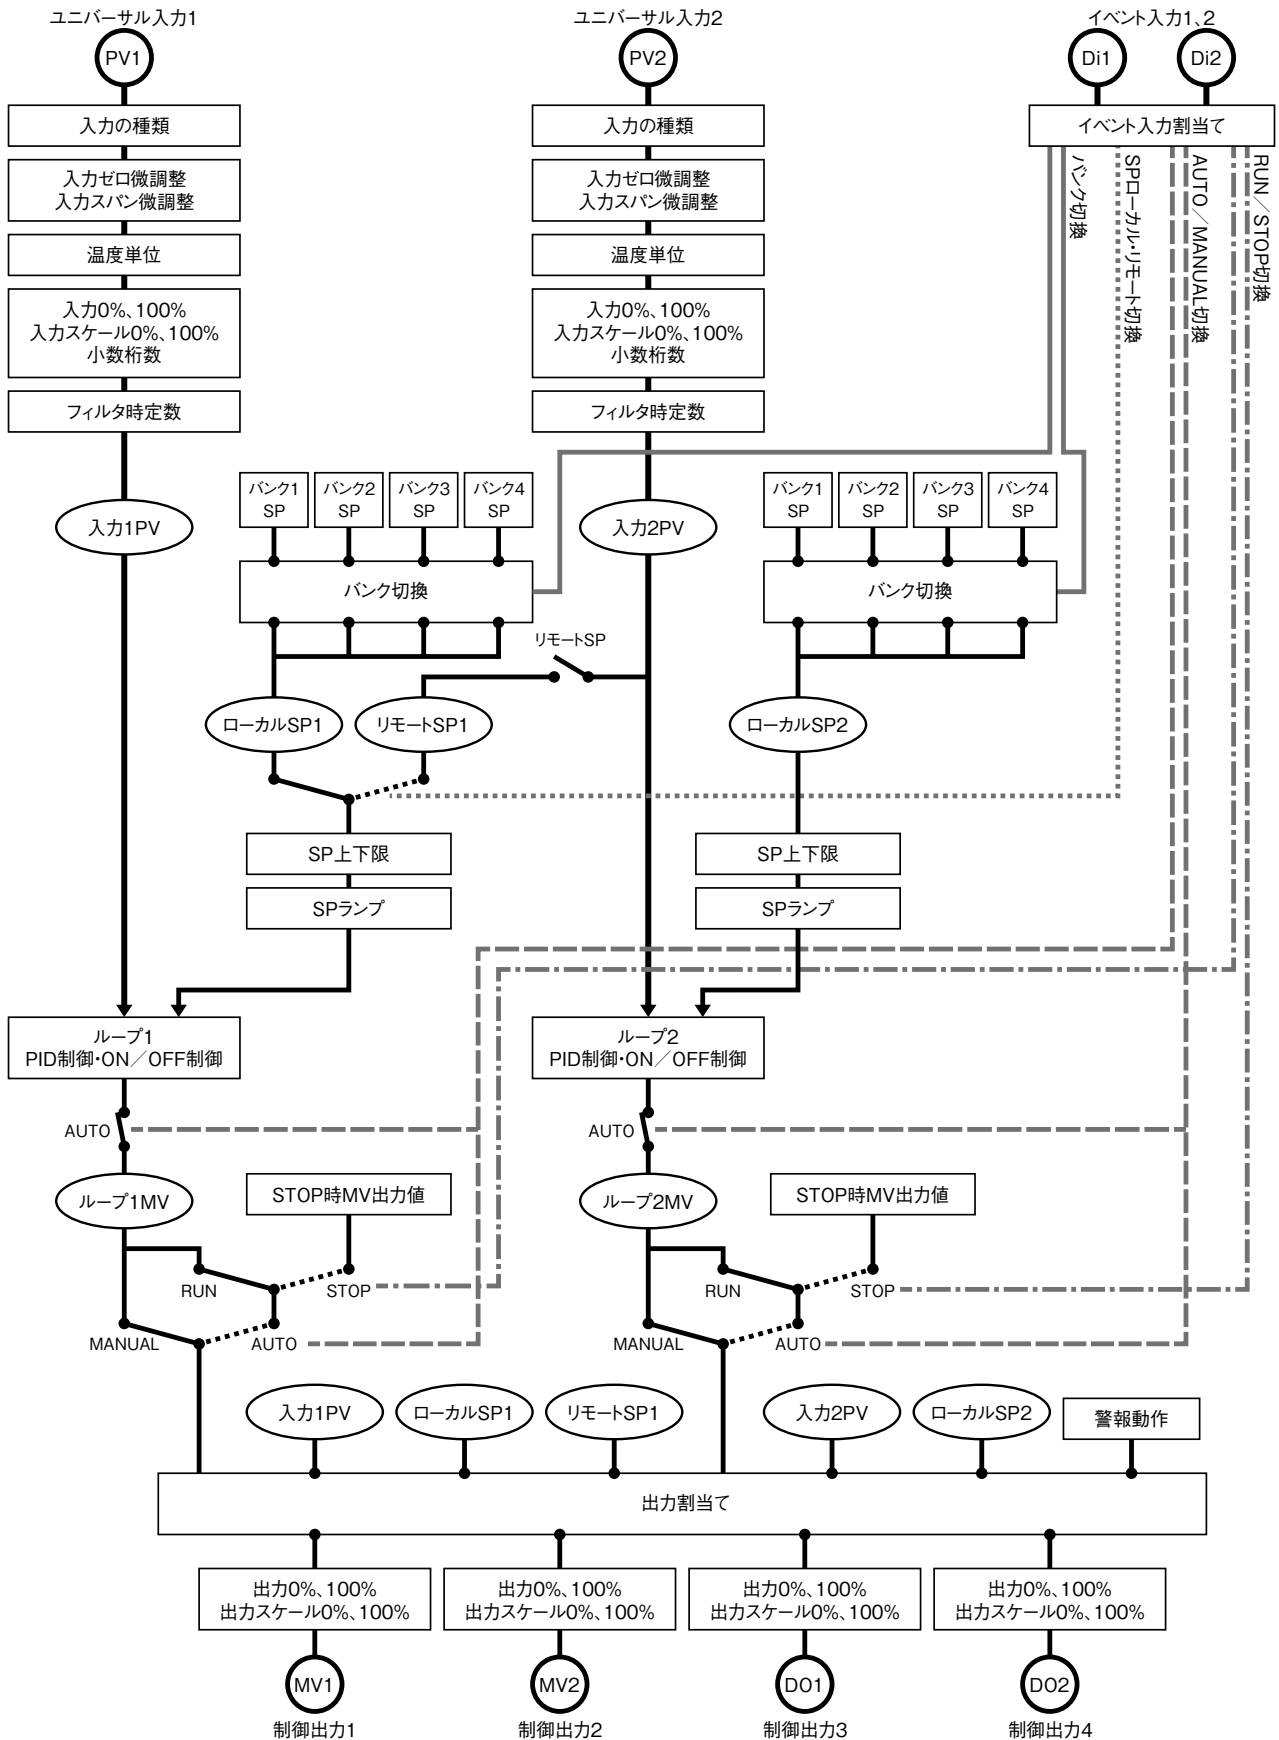 ユニバーサル入力1
ユニバーサル入力2
イベント入力1、2
PV1
PV2
Di1
Di2
入力の種類
入力の種類
イベント入力割当て
入力ゼロ微調整
入力スパン微調整
入力ゼロ微調整
入力スパン微調整
バンク切換
SPローカル・リモート切換
AUTO／MANUAL切換
RUN／STOP切換
温度単位
温度単位
入力0%、100%
入力スケール0%、100%
小数桁数
入力0%、100%
入力スケール0%、100%
小数桁数
フィルタ時定数
フィルタ時定数
バンク1
SP
バンク2
SP
バンク3
SP
バンク4
SP
バンク1
SP
バンク2
SP
バンク3
SP
バンク4
SP
入力1PV
入力2PV
バンク切換
バンク切換
リモートSP
ローカルSP1
リモートSP1
ローカルSP2
SP上下限
SP上下限
SPランプ
SPランプ
ループ1
PID制御・ON／OFF制御
ループ2
PID制御・ON／OFF制御
AUTO
AUTO
ループ1MV
STOP時MV出力値
ループ2MV
STOP時MV出力値
RUN
STOP
RUN
STOP
MANUAL
AUTO
MANUAL
AUTO
入力1PV
ローカルSP1
リモートSP1
入力2PV
ローカルSP2
警報動作
出力割当て
出力0%、100%
出力スケール0%、100%
出力0%、100%
出力スケール0%、100%
出力0%、100%
出力スケール0%、100%
出力0%、100%
出力スケール0%、100%
MV1
MV2
DO1
DO2
制御出力1
制御出力2
制御出力3
制御出力4